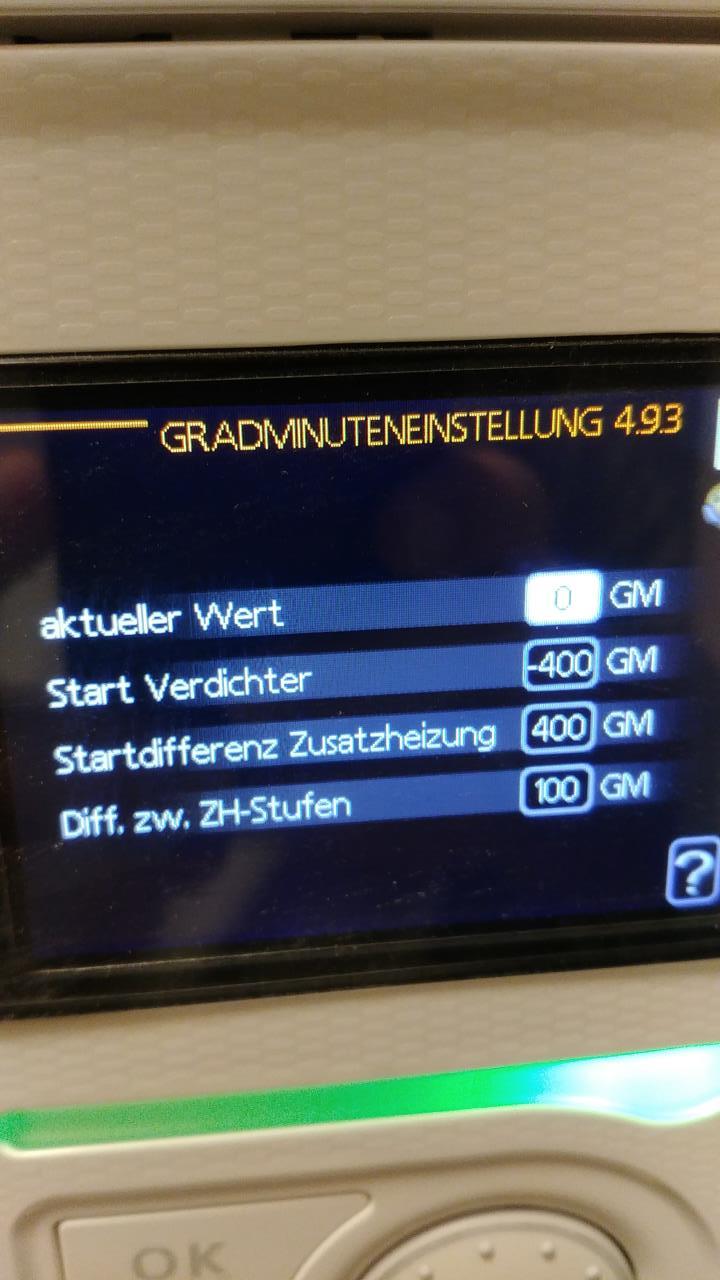 GRADMINUTENEINSTELLUNG 4.9.3
aktueller Wert 0 GM
Start Verdichter -400 GM
Startdifferenz Zusatzheizung 400 GM
Diff. zw. ZH-Stufen 100 GM
?
OK